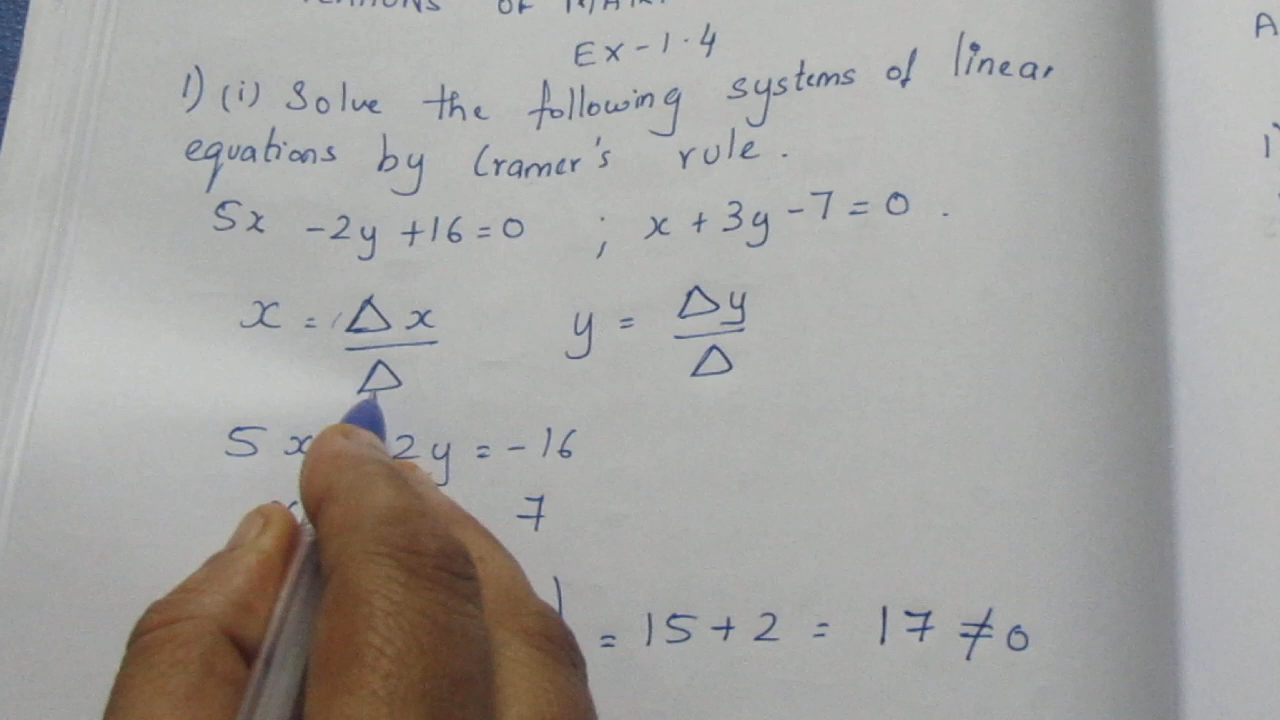 OF
EX-1.4
1) (i) Solve the following systems of linear
equations by Cramer's rule.
5x -2y +16=0 ; x+3y-7=0.
x = Δx/Δ y = Δy/Δ
5x 2y = -16
7
= 15+2 = 17 ≠0
A